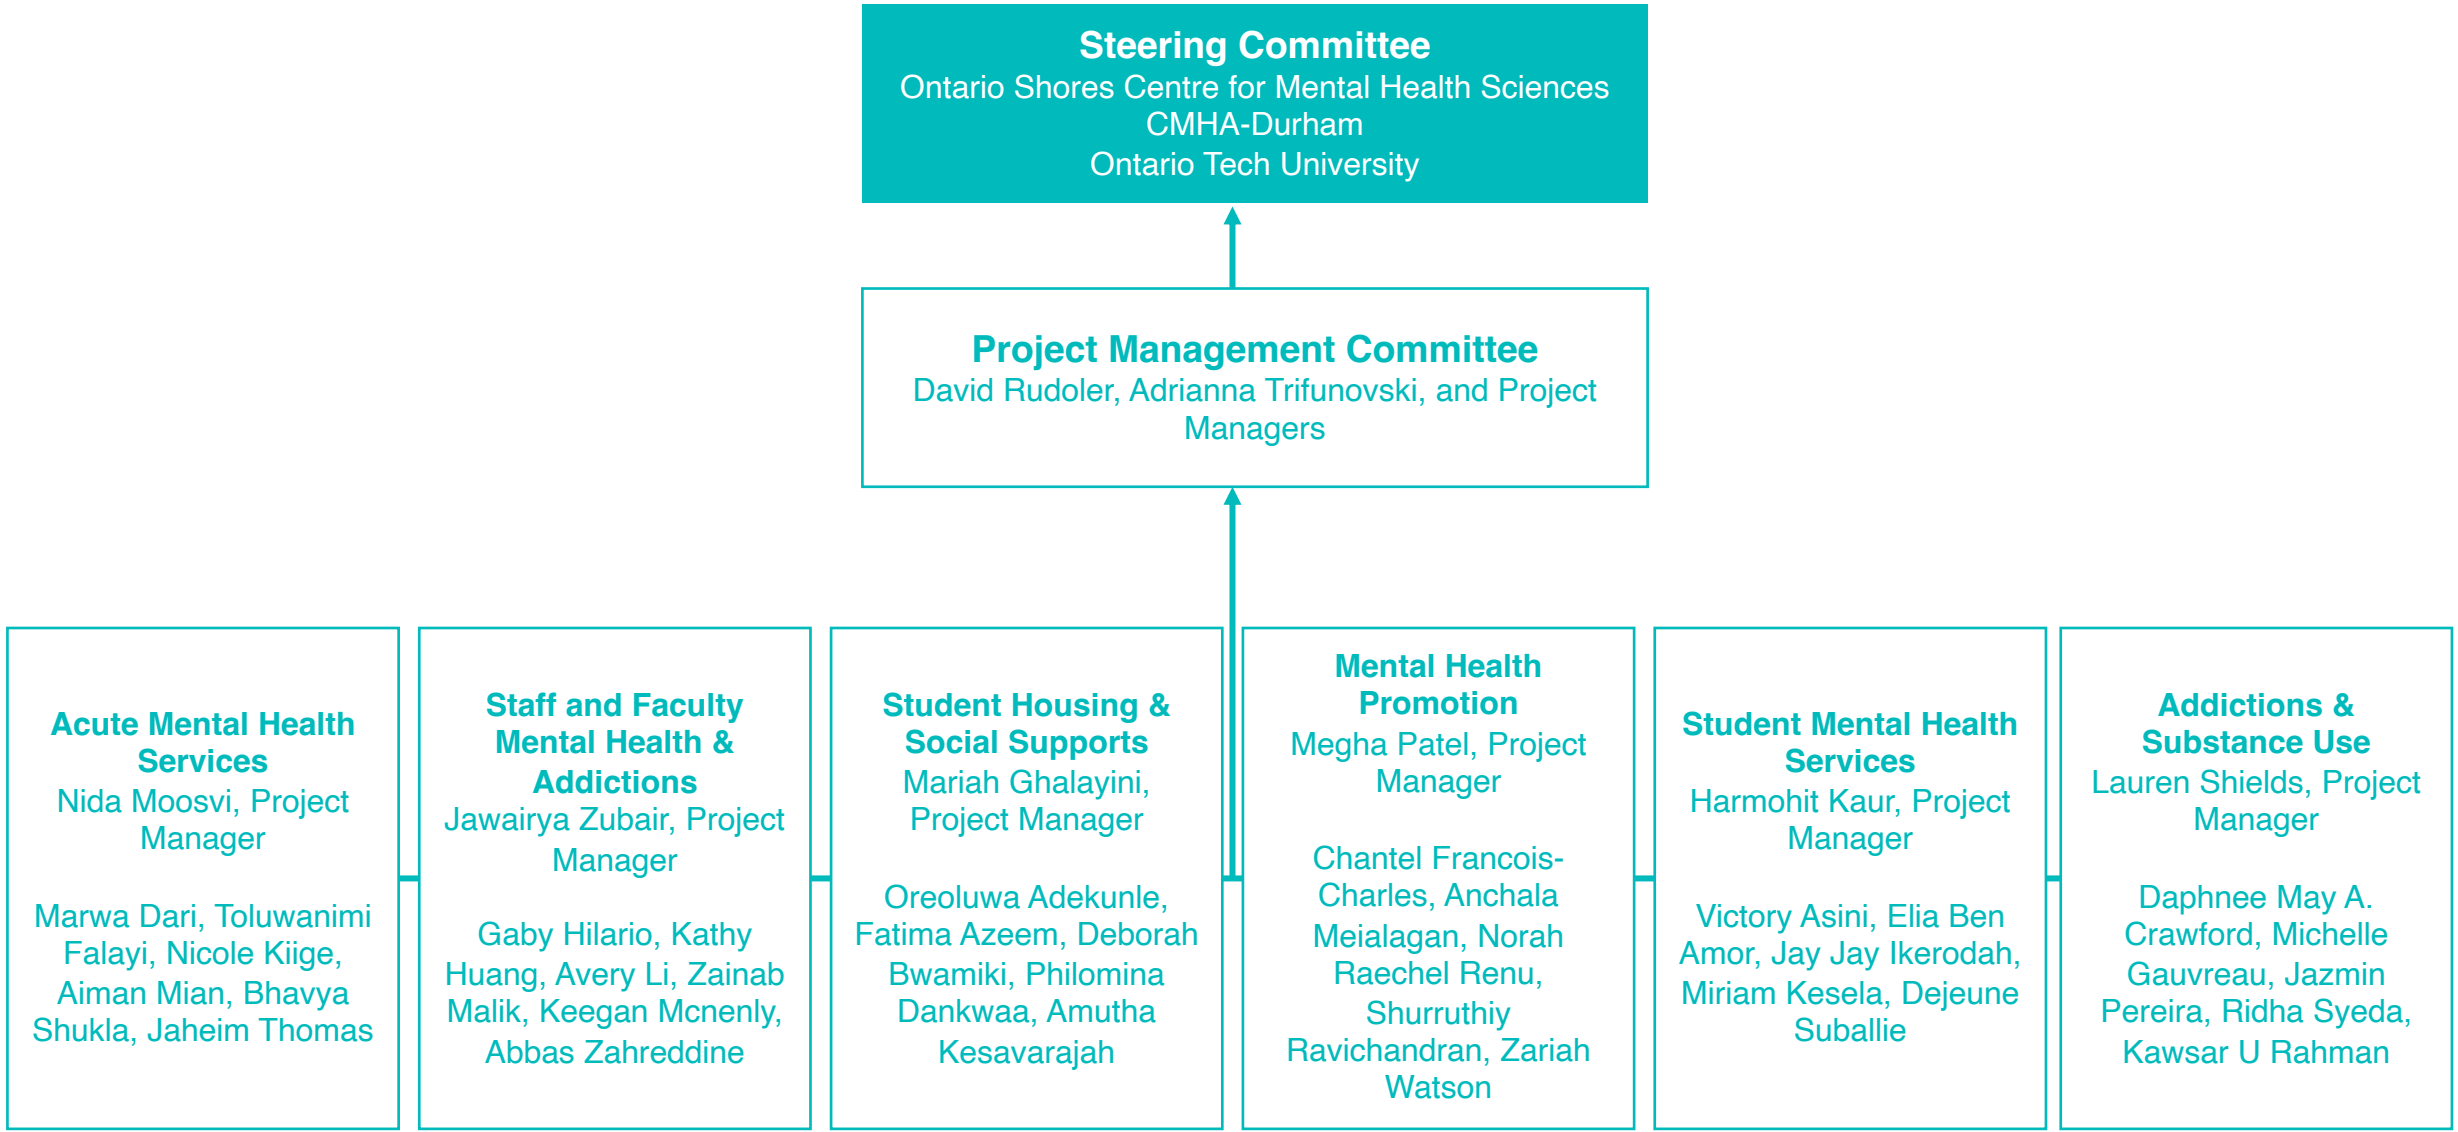 Steering Committee
Ontario Shores Centre for Mental Health Sciences
CMHA-Durham
Ontario Tech University
Project Management Committee
David Rudoler, Adrianna Trifunovski, and Project
Managers
Acute Mental Health
Services
Nida Moosvi, Project
Manager
Marwa Dari, Toluwanimi
Falayi, Nicole Kiige,
Aiman Mian, Bhavya
Shukla, Jaheim Thomas
Staff and Faculty
Mental Health &
Addictions
Jawairya Zubair, Project
Manager
Gaby Hilario, Kathy
Huang, Avery Li, Zainab
Malik, Keegan Mcnenly,
Abbas Zahreddine
Student Housing &
Social Supports
Mariah Ghalayini,
Project Manager
Oreoluwa Adekunle,
Fatima Azeem, Deborah
Bwamiki, Philomina
Dankwaa, Amutha
Kesavarajah
Mental Health
Promotion
Megha Patel, Project
Manager
Chantel Francois-
Charles, Anchala
Meialagan, Norah
Raechel Renu,
Shurruthiy
Ravichandran, Zariah
Watson
Student Mental Health
Services
Harmohit Kaur, Project
Manager
Victory Asini, Elia Ben
Amor, Jay Jay Ikerodah,
Miriam Kesela, Dejeune
Suballie
Addictions &
Substance Use
Lauren Shields, Project
Manager
Daphnee May A.
Crawford, Michelle
Gauvreau, Jazmin
Pereira, Ridha Syeda,
Kawsar U Rahman